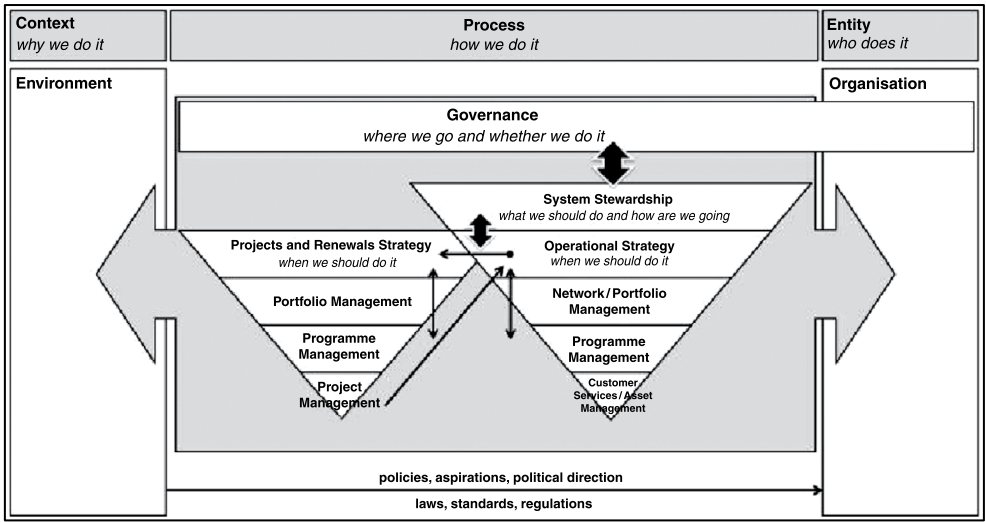 Context
why we do it
Process
how we do it
Entity
who does it
Environment
Organisation
Governance
where we go and whether we do it
System Stewardship
what we should do and how are we going
Projects and Renewals Strategy
when we should do it
Operational Strategy
when we should do it
Portfolio Management
Network/Portfolio
Management
Programme
Management
Programme
Management
Project
Management
Customer
Services/Asset
Management
policies, aspirations, political direction
laws, standards, regulations